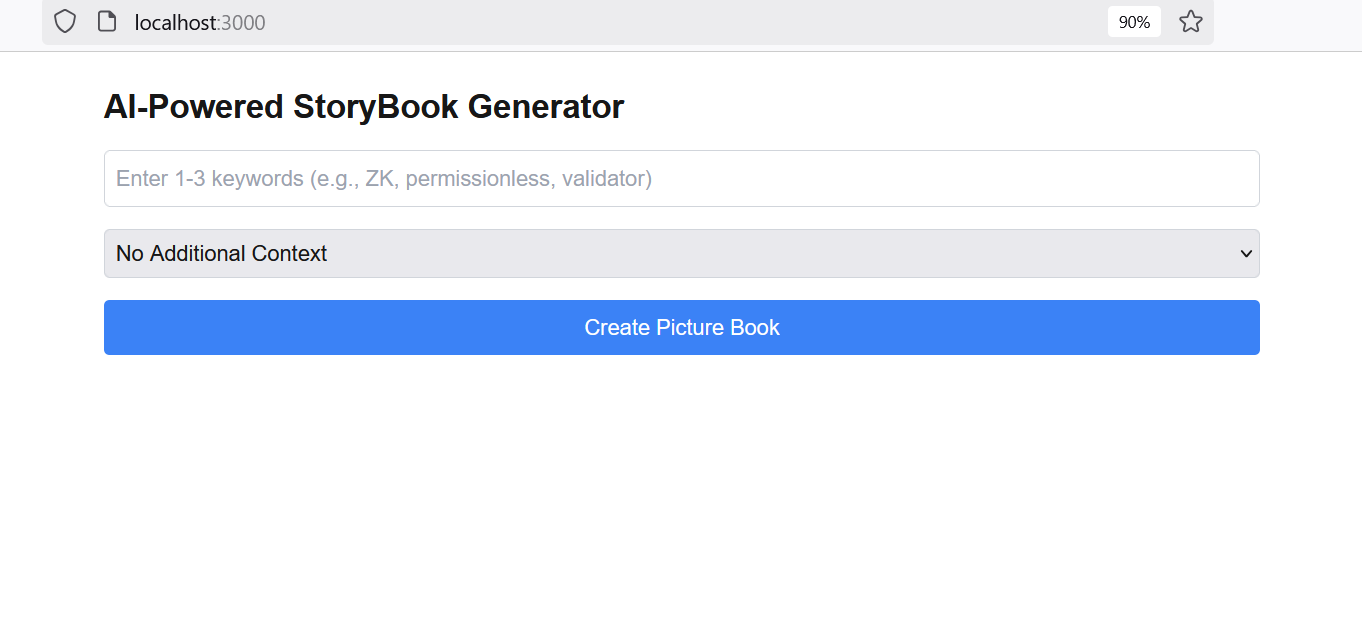 localhost:3000
90%
AI-Powered StoryBook Generator
Enter 1-3 keywords (e.g., ZK, permissionless, validator)
No Additional Context
Create Picture Book